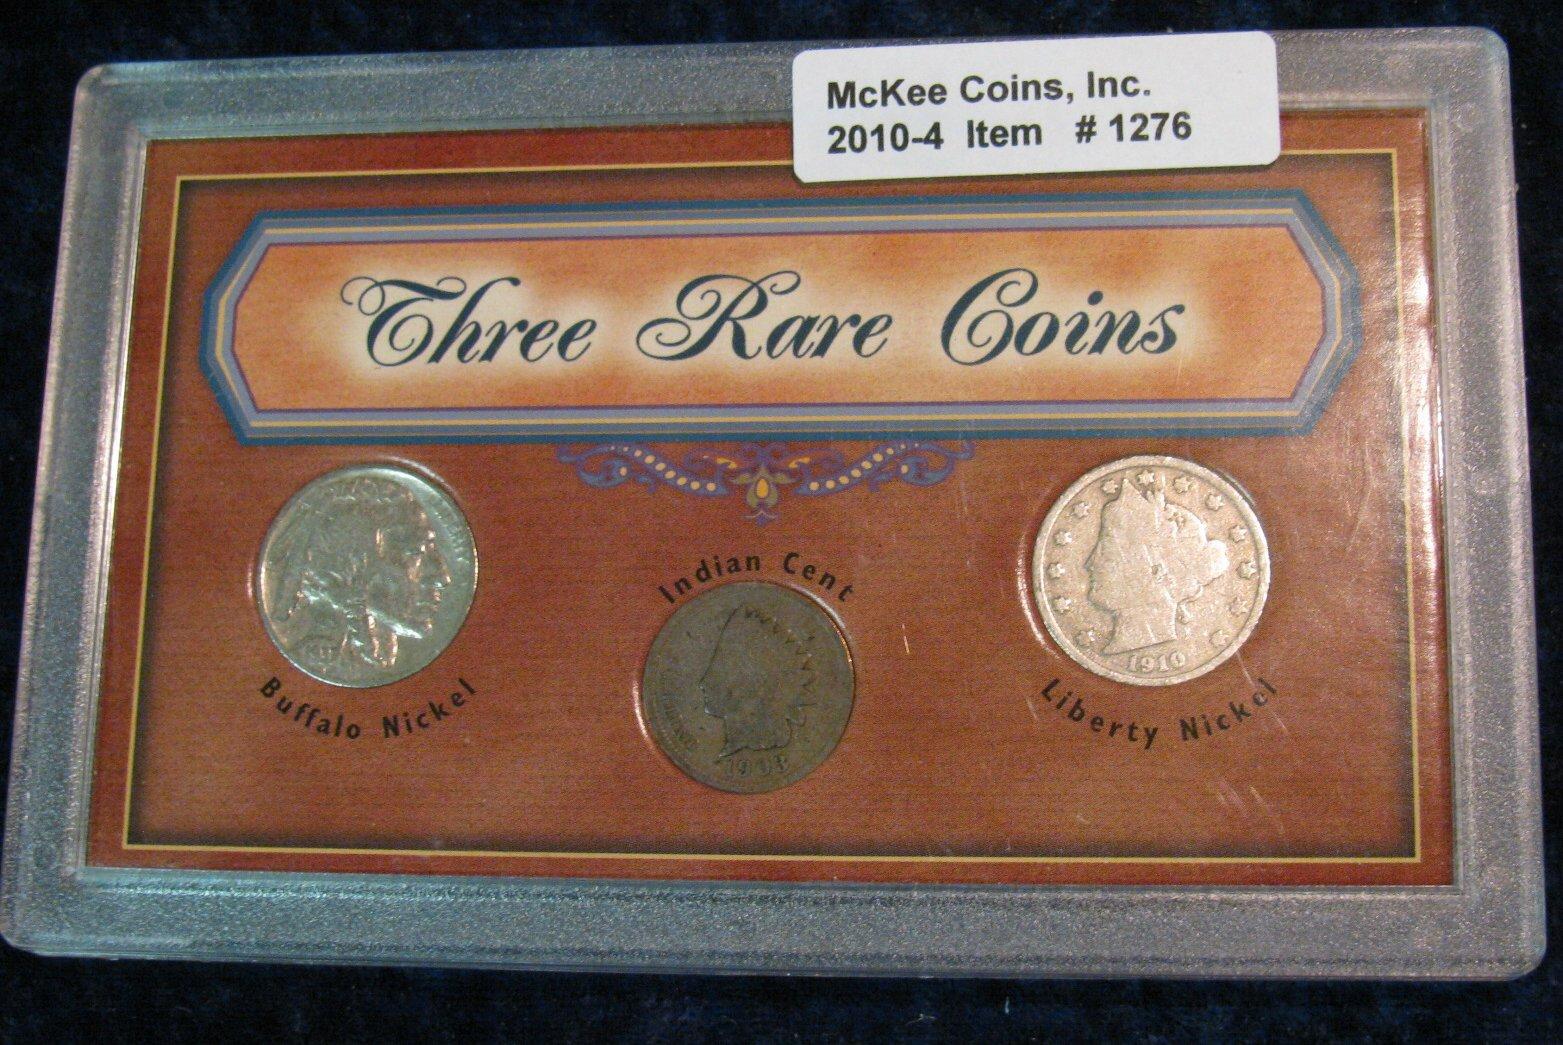 McKee Coins, Inc.
2010-4 Item # 1276
Three Rare Coins
Indian Cent
Buffalo Nickel
Liberty Nickel
1910